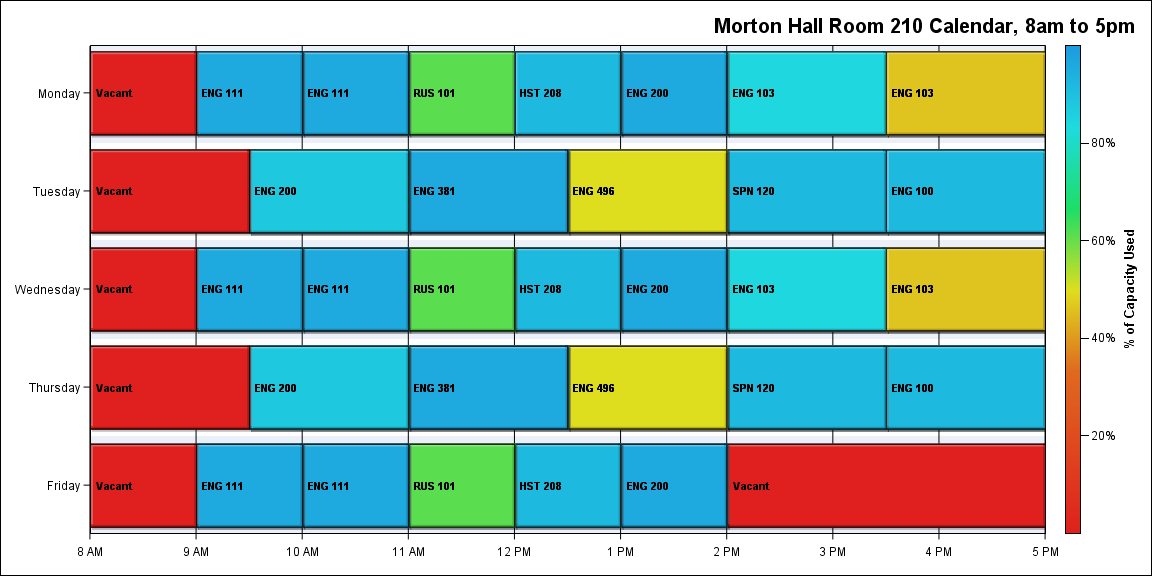 Morton Hall Room 210 Calendar, 8am to 5pm
Monday
Vacant
ENG 111
ENG 111
RUS 101
HST 208
ENG 200
ENG 103
ENG 103
Tuesday
Vacant
ENG 200
ENG 381
ENG 496
SPN 120
ENG 100
Wednesday
Vacant
ENG 111
ENG 111
RUS 101
HST 208
ENG 200
ENG 103
ENG 103
Thursday
Vacant
ENG 200
ENG 381
ENG 496
SPN 120
ENG 100
Friday
Vacant
ENG 111
ENG 111
RUS 101
HST 208
ENG 200
Vacant
8 AM
9 AM
10 AM
11 AM
12 PM
1 PM
2 PM
3 PM
4 PM
5 PM
80%
60%
40%
20%
% of Capacity Used